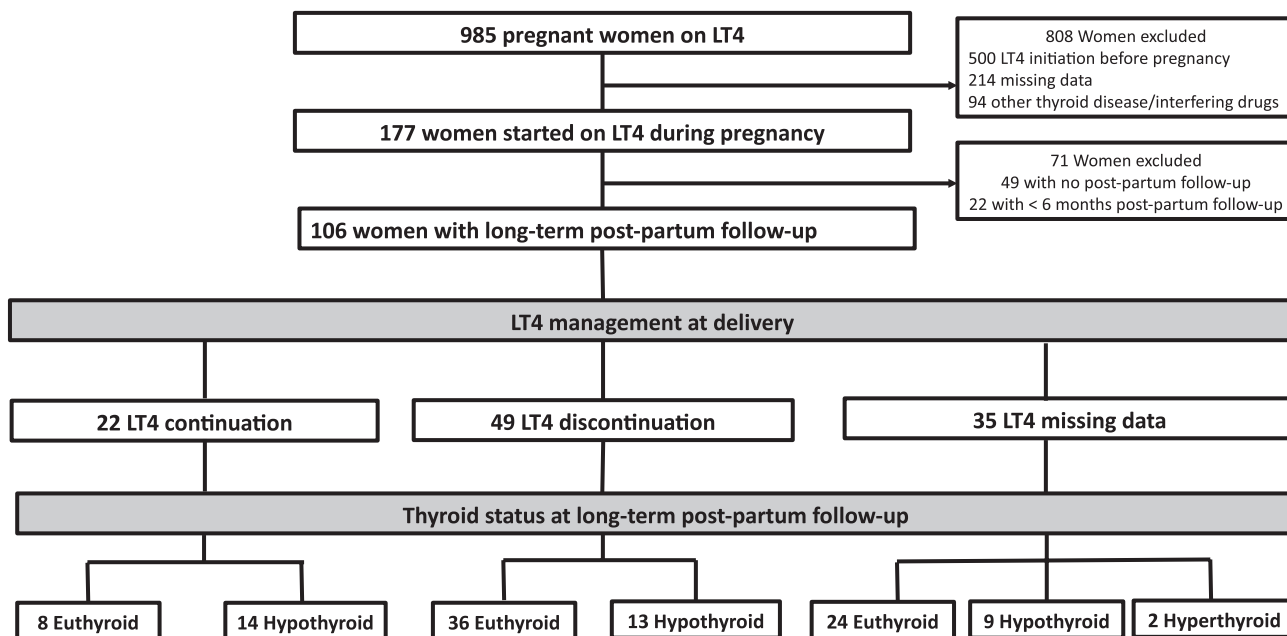 985 pregnant women on LT4
808 Women excluded
500 LT4 initiation before pregnancy
214 missing data
94 other thyroid disease/interfering drugs
177 women started on LT4 during pregnancy
71 Women excluded
49 with no post-partum follow-up
22 with < 6 months post-partum follow-up
106 women with long-term post-partum follow-up
LT4 management at delivery
22 LT4 continuation
49 LT4 discontinuation
35 LT4 missing data
Thyroid status at long-term post-partum follow-up
8 Euthyroid
14 Hypothyroid
36 Euthyroid
13 Hypothyroid
24 Euthyroid
9 Hypothyroid
2 Hyperthyroid